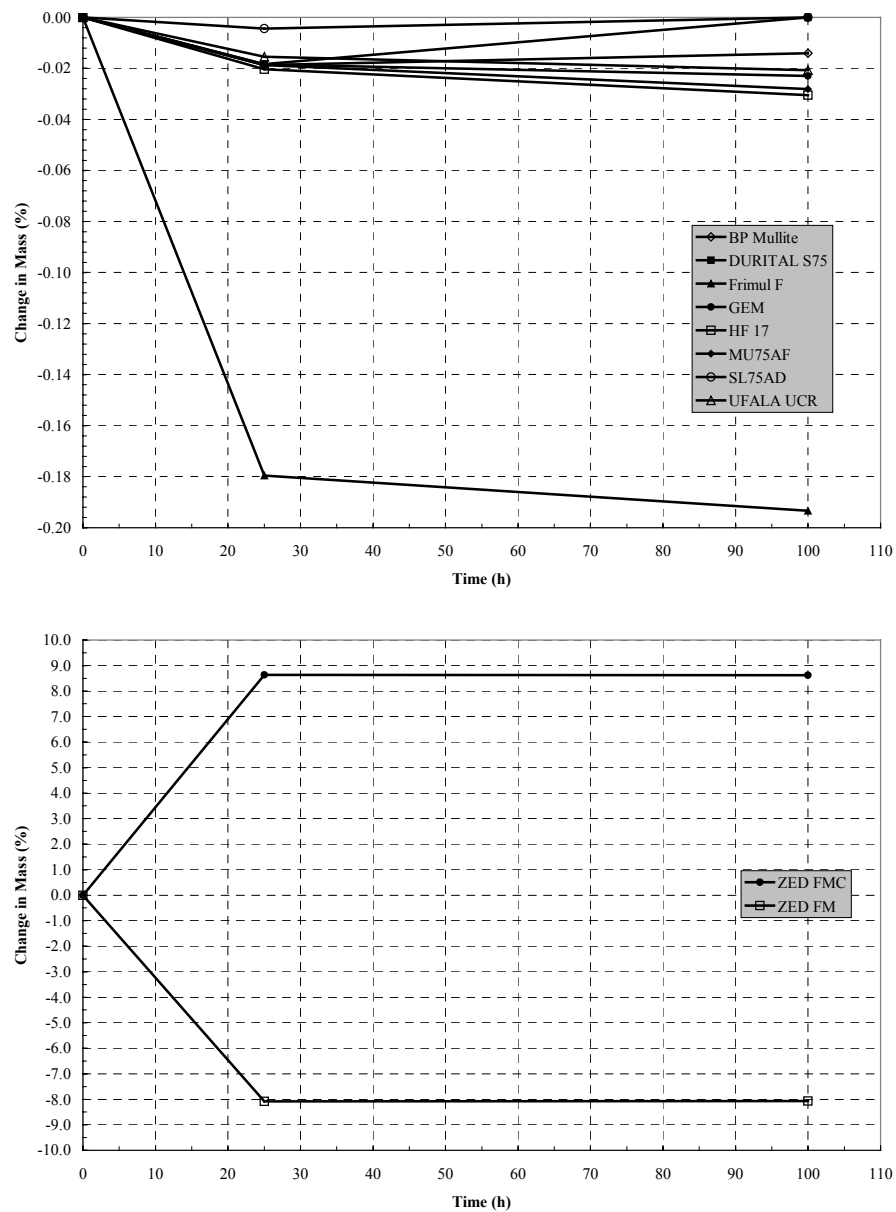 0.00
-0.02
-0.04
-0.06
-0.08
-0.10
-0.12
-0.14
-0.16
-0.18
-0.20
Change in Mass (%)
BP Mullite
DURITAL S75
Frimul F
GEM
HF 17
MU75AF
SL75AD
UFALA UCR
0 10 20 30 40 50 60 70 80 90 100 110
Time (h)
10.0
9.0
8.0
7.0
6.0
5.0
4.0
3.0
2.0
1.0
0.0
-1.0
-2.0
-3.0
-4.0
-5.0
-6.0
-7.0
-8.0
-9.0
-10.0
Change in Mass (%)
ZED FMC
ZED FM
0 10 20 30 40 50 60 70 80 90 100 110
Time (h)